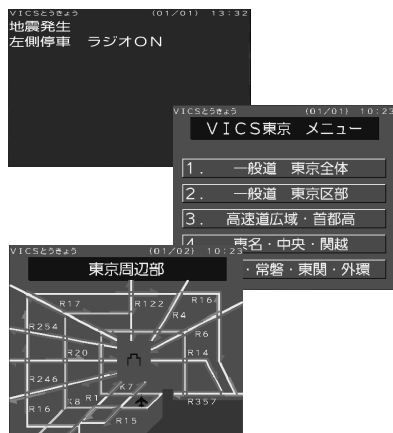 VICSとうきょう (01/01) 13:32
地震発生
左側停車 ラジオON
VICSとうきょう (01/01) 10:23
VICS東京 メニュー
1. 一般道 東京全体
2. 一般道 東京区部
3. 高速道広域・首都高
4. 東名・中央・関越
・常磐・東関・外環
VICSとうきょう (01/02) 10:23
東京周辺部
R17
R122
R16
R4
R254
R6
R20
R14
R246
K7
R16
K8
R1
R357
R15